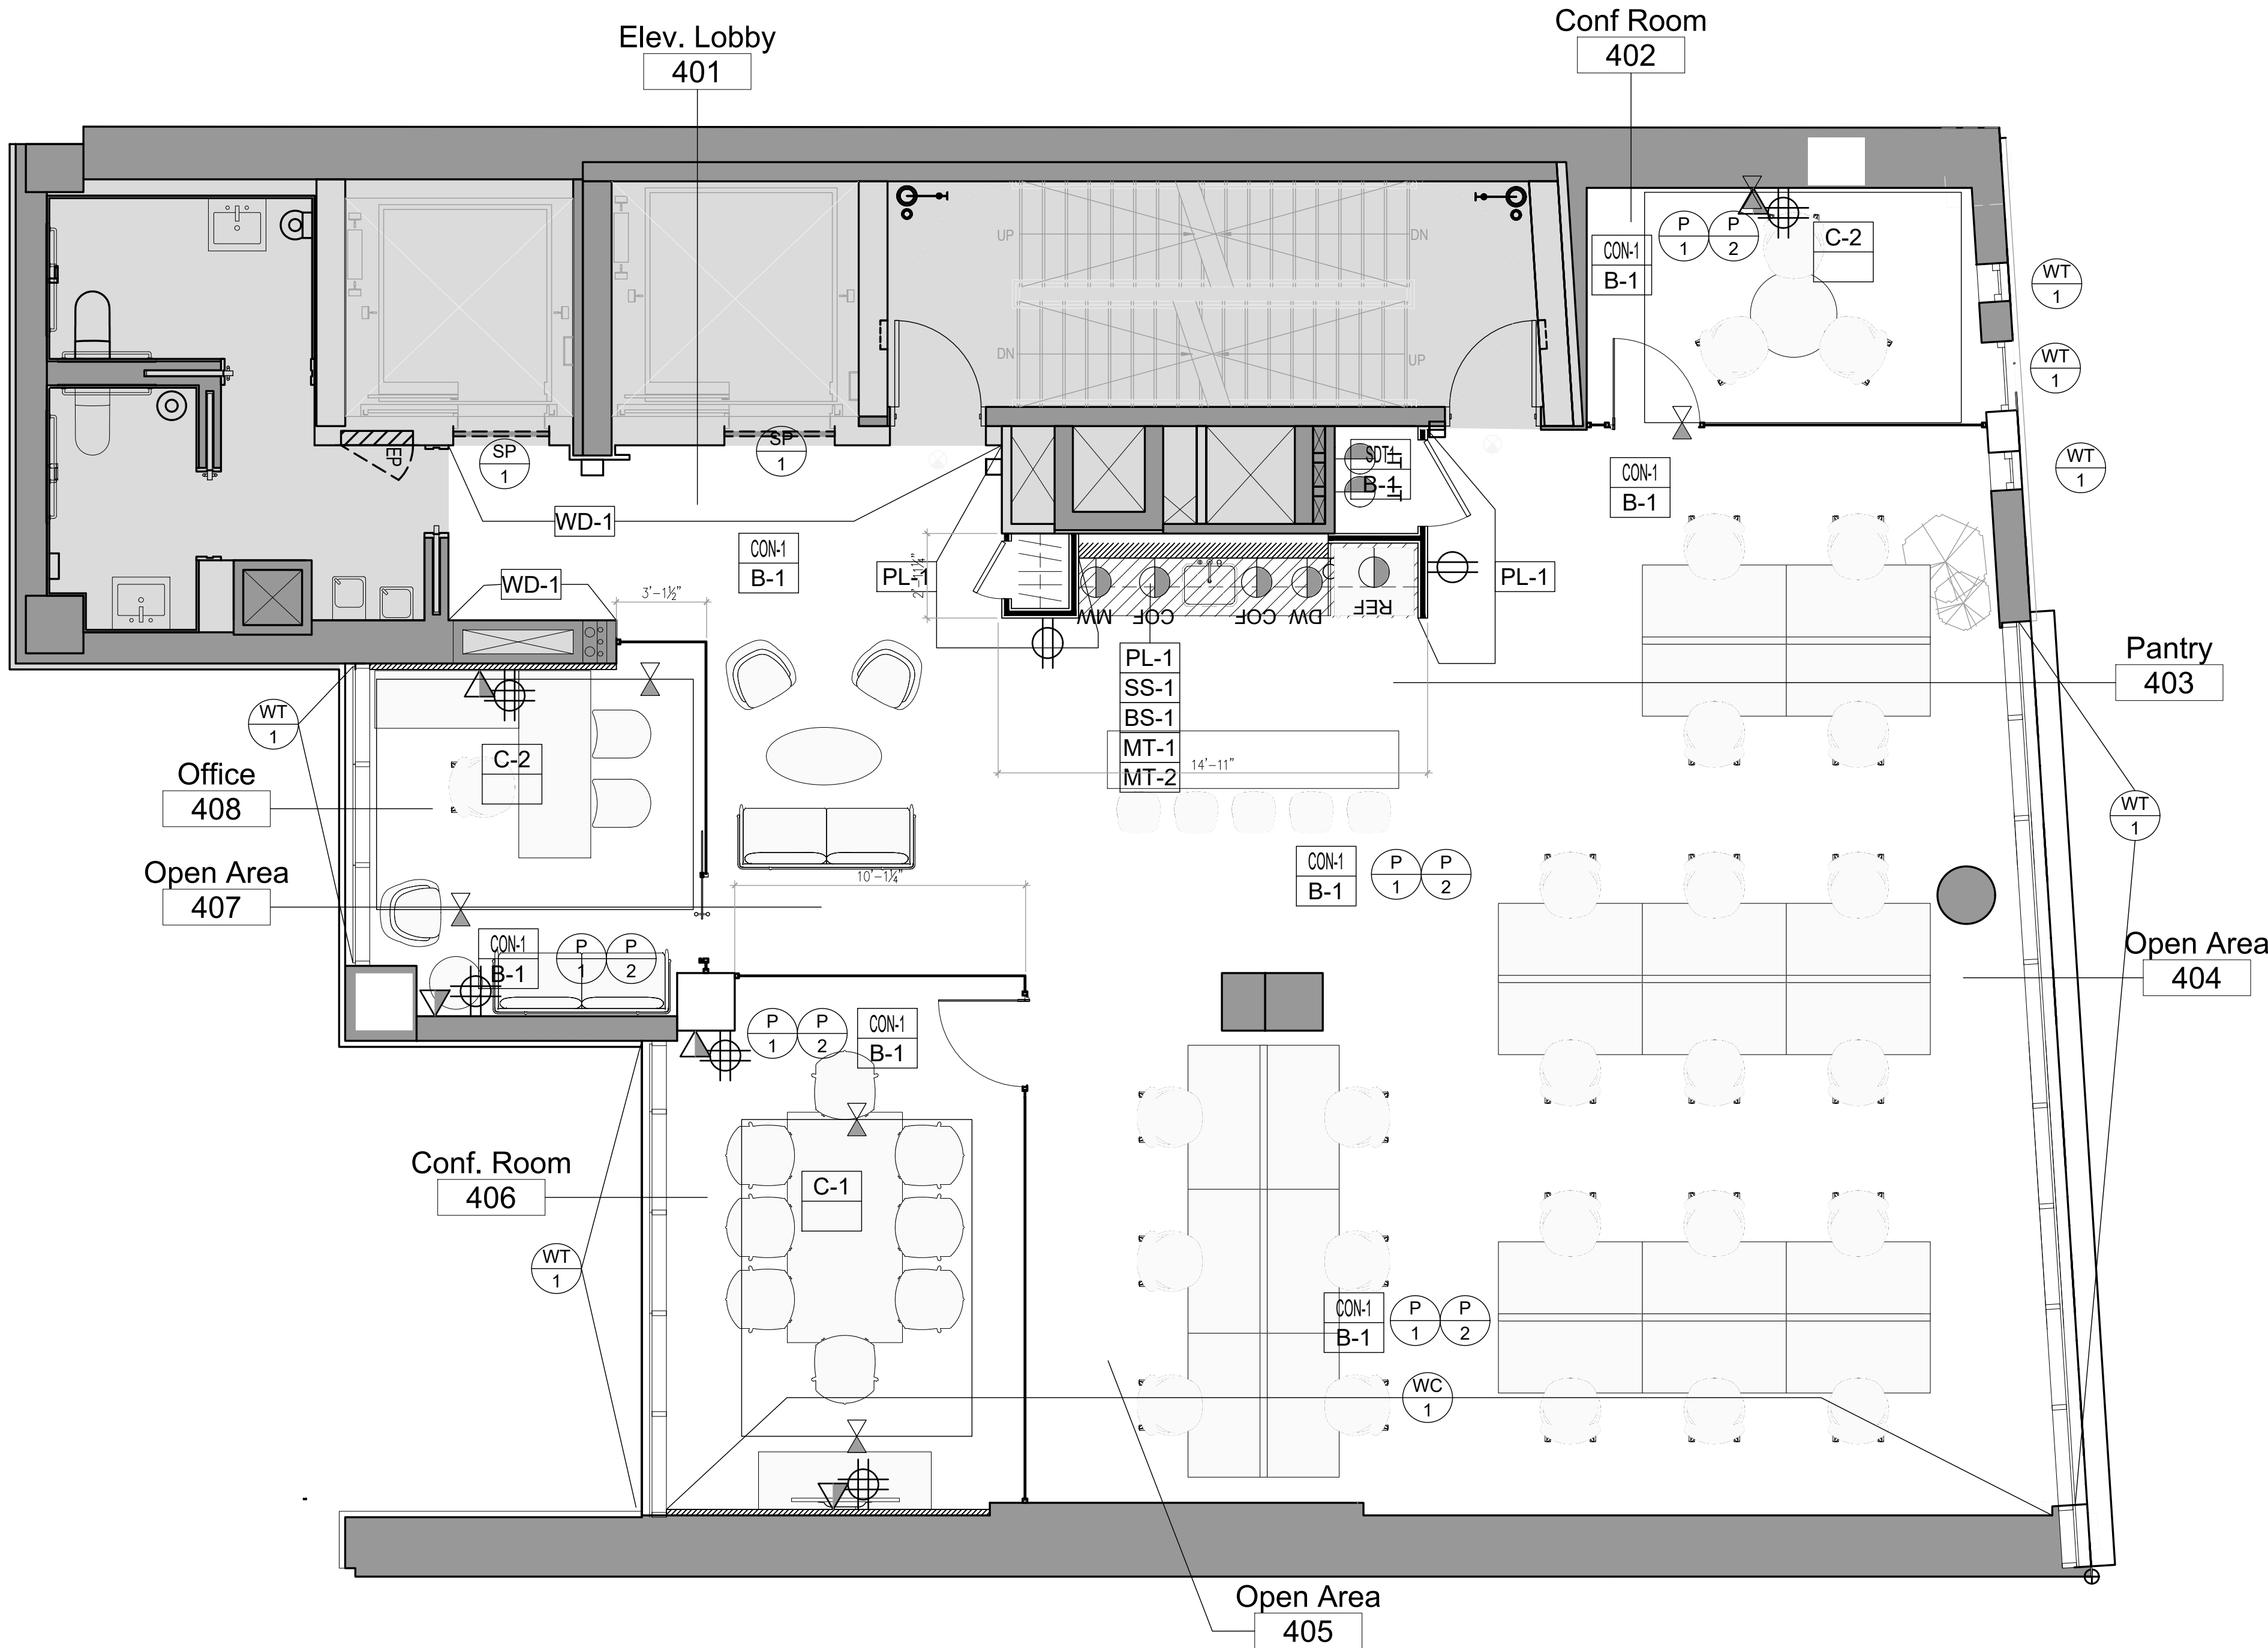 Conf Room
402
Elev. Lobby
401
UP
DN
DN
UP
P
1
P
2
C-2
CON-1
B-1
WT
1
WT
1
WT
1
SP
1
SP
1
EP
SDT-1
B-1
CON-1
B-1
WD-1
CON-1
B-1
PL-1
2'-11¼"
PL-1
WD-1
3'-1½"
MW
COF
COF
DW
REF
PL-1
SS-1
BS-1
MT-1
MT-2
14'-11"
Pantry
403
WT
1
C-2
Office
408
WT
1
Open Area
407
10'-1¼"
CON-1
B-1
P
1
P
2
CON-1
B-1
P
1
P
2
Open Area
404
P
1
P
2
CON-1
B-1
Conf. Room
406
C-1
WT
1
CON-1
B-1
P
1
P
2
WC
1
Open Area
405